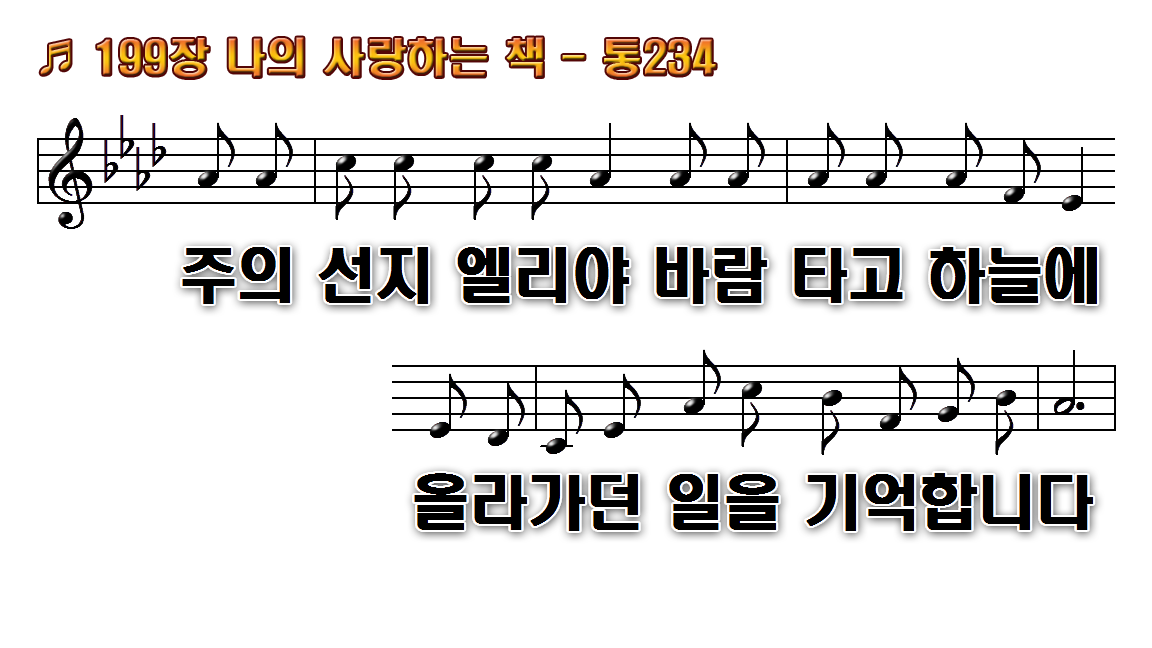 199장 나의 사랑하는 책 - 통234
주의 선지 엘리야 바람 타고 하늘에
올라가던 일을 기억합니다